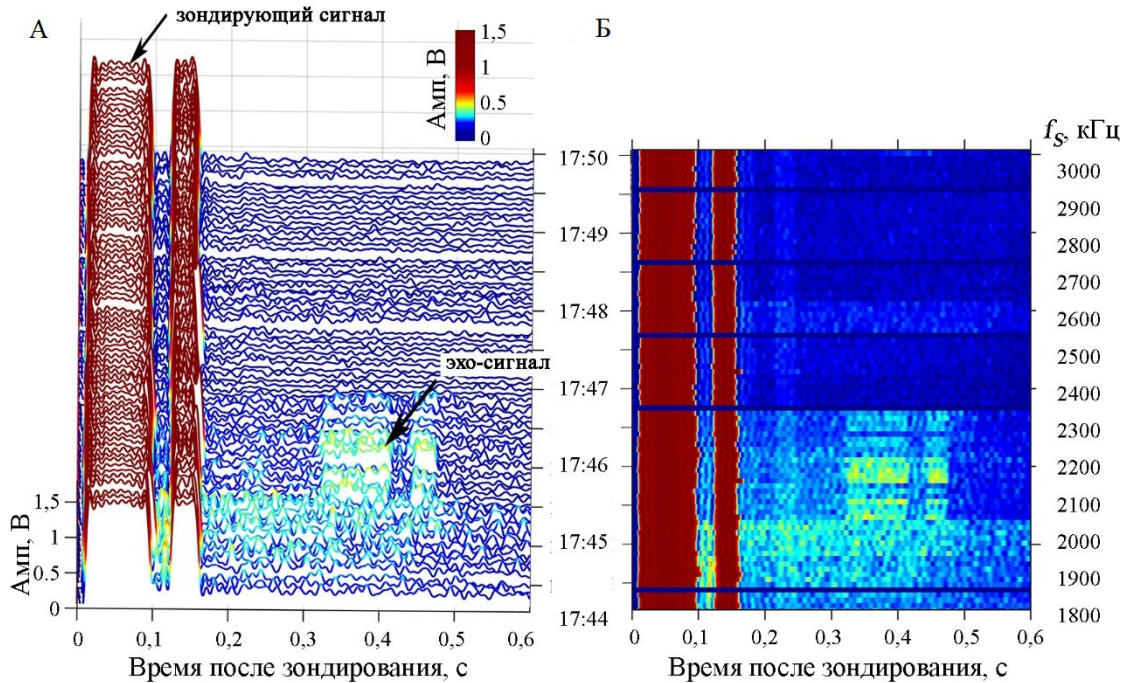 А
зондирующий сигнал
Амп, В
1,5
1
0.5
0
эхо-сигнал
Амп, В
1,5
1
0.5
0
0 0,1 0,2 0,3 0,4 0,5 0,6
Время после зондирования, с
Б
17:50
17:49
17:48
17:47
17:46
17:45
17:44
fS, кГц
3000
2900
2800
2700
2600
2500
2400
2300
2200
2100
2000
1900
1800
0 0,1 0,2 0,3 0,4 0,5 0,6
Время после зондирования, с